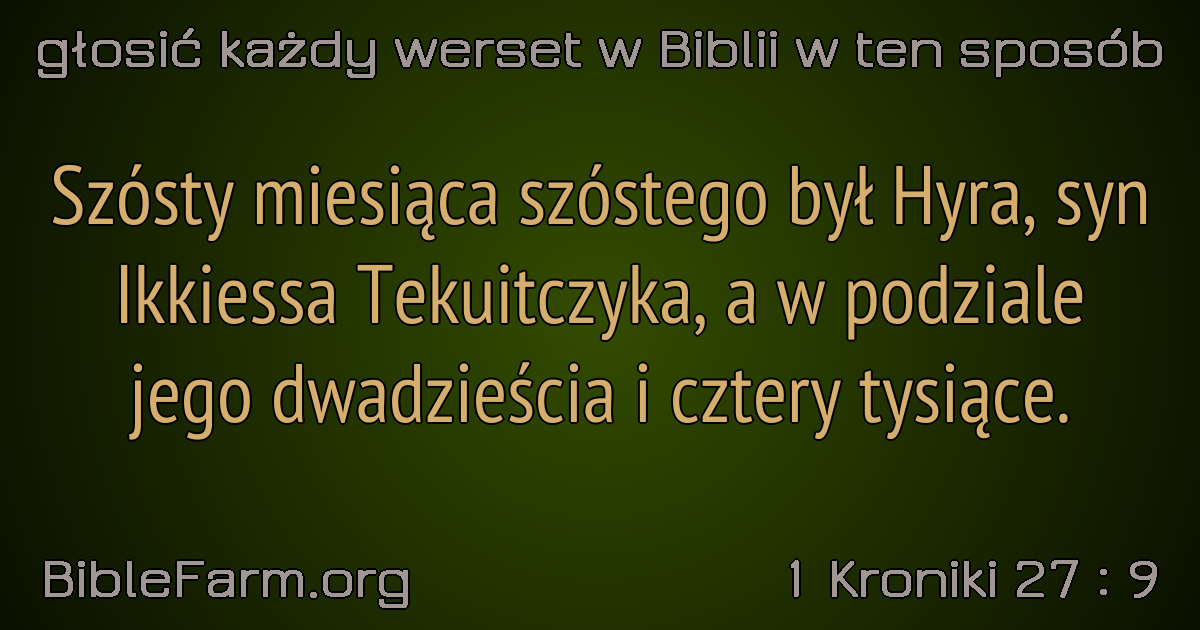 głosić każdy werset w Biblii w ten sposób
Szósty miesiąca szóstego był Hyra, syn
Ikkiessa Tekuitczyka, a w podziale
jego dwadzieścia i cztery tysiące.
BibleFarm.org
1 Kroniki 27 : 9